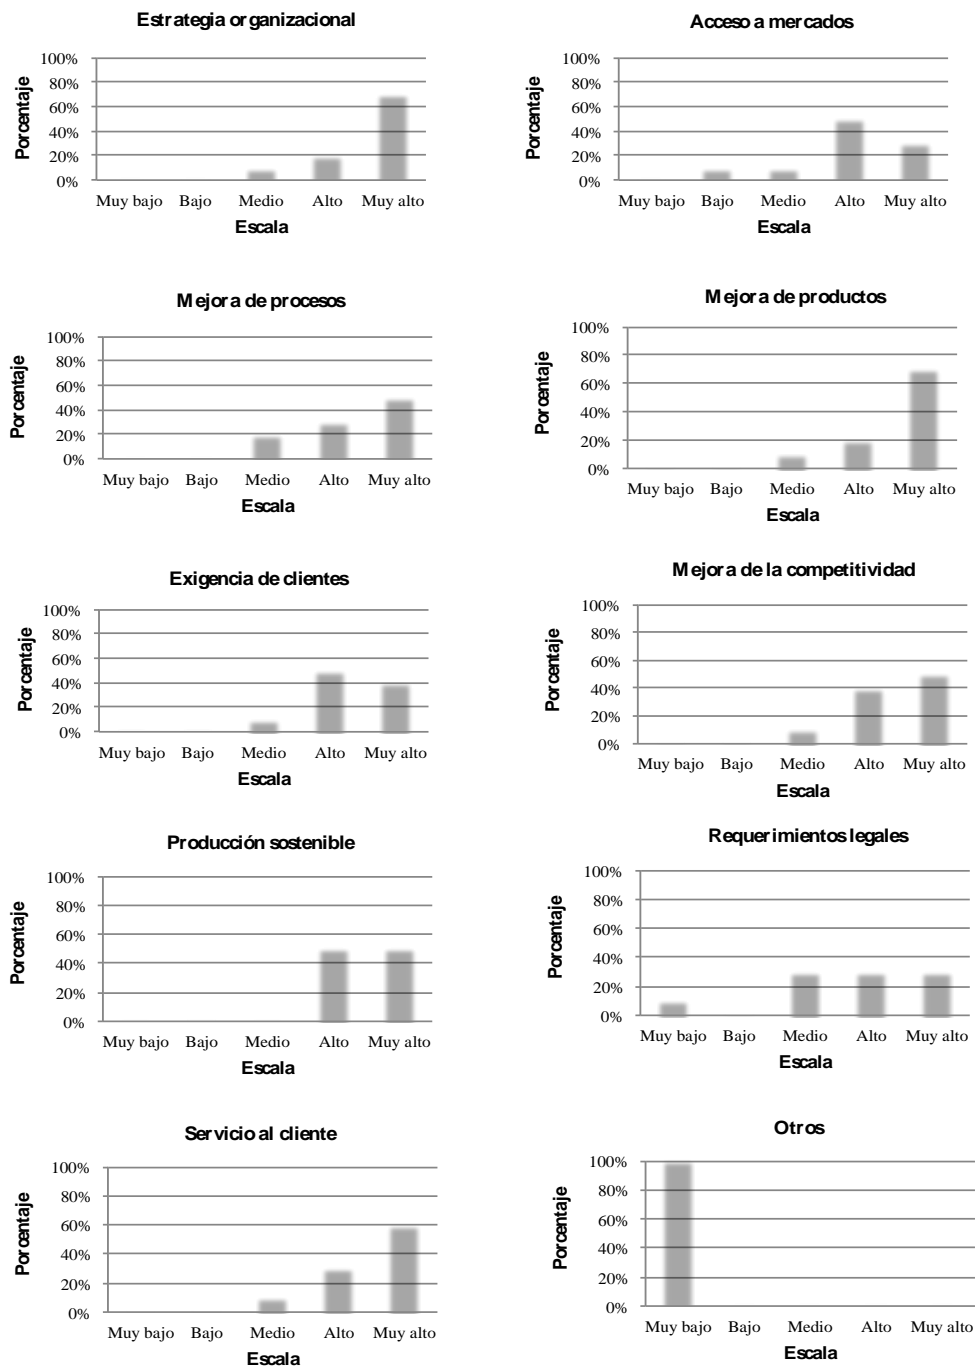 Estrategia organizacional
100%
80%
60%
40%
20%
0%
Porcentaje
Muy bajo Bajo Medio Alto Muy alto
Escala
Acceso a mercados
100%
80%
60%
40%
20%
0%
Porcentaje
Muy bajo Bajo Medio Alto Muy alto
Escala
Mejora de procesos
100%
80%
60%
40%
20%
0%
Porcentaje
Muy bajo Bajo Medio Alto Muy alto
Escala
Mejora de productos
100%
80%
60%
40%
20%
0%
Porcentaje
Muy bajo Bajo Medio Alto Muy alto
Escala
Exigencia de clientes
100%
80%
60%
40%
20%
0%
Porcentaje
Muy bajo Bajo Medio Alto Muy alto
Escala
Mejora de la competitividad
100%
80%
60%
40%
20%
0%
Porcentaje
Muy bajo Bajo Medio Alto Muy alto
Escala
Producción sostenible
100%
80%
60%
40%
20%
0%
Porcentaje
Muy bajo Bajo Medio Alto Muy alto
Escala
Requerimientos legales
100%
80%
60%
40%
20%
0%
Porcentaje
Muy bajo Bajo Medio Alto Muy alto
Escala
Servicio al cliente
100%
80%
60%
40%
20%
0%
Porcentaje
Muy bajo Bajo Medio Alto Muy alto
Escala
Otros
100%
80%
60%
40%
20%
0%
Porcentaje
Muy bajo Bajo Medio Alto Muy alto
Escala